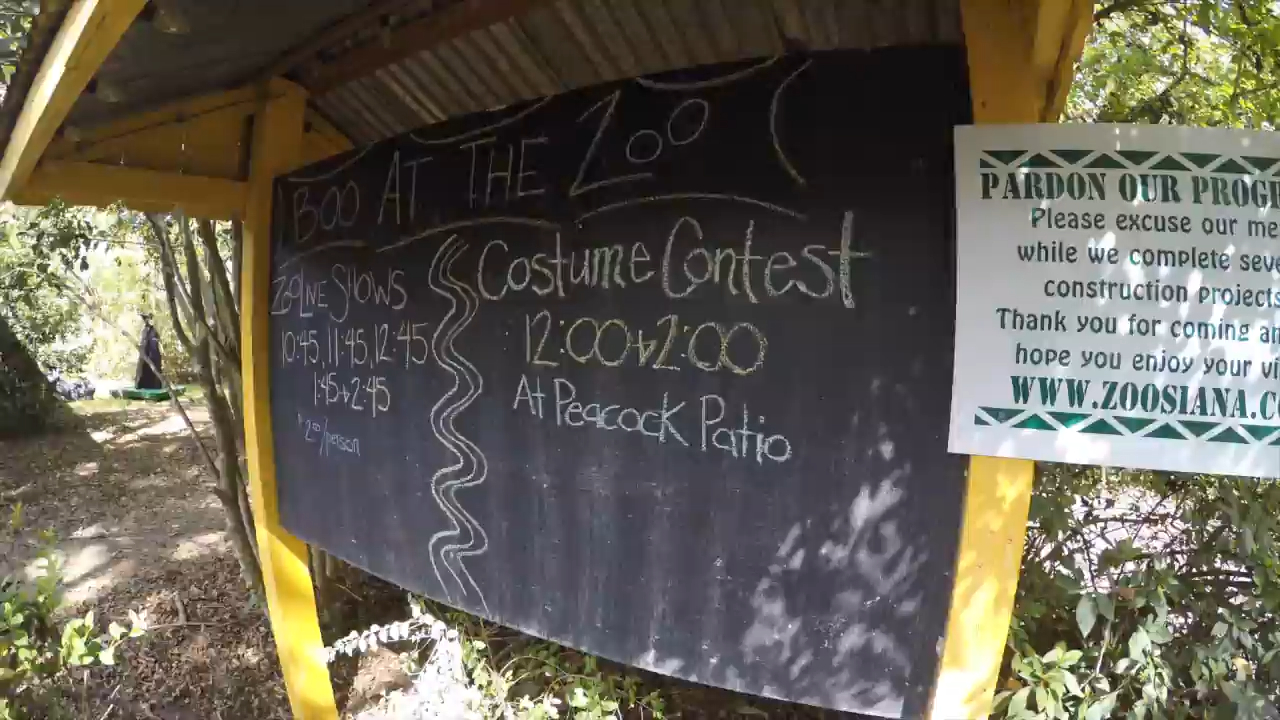 BOO AT THE ZOO
ZOOLIVE SHOWS
10:45, 11:45, 12:45
1:45 + 2:45
*2⁰⁰/person
Costume Contest
12:00 + 2:00
At Peacock Patio
PARDON OUR PROG
Please excuse our me
while we complete seve
construction projects
Thank you for coming an
hope you enjoy your vi
WWW.ZOOSIANA.C